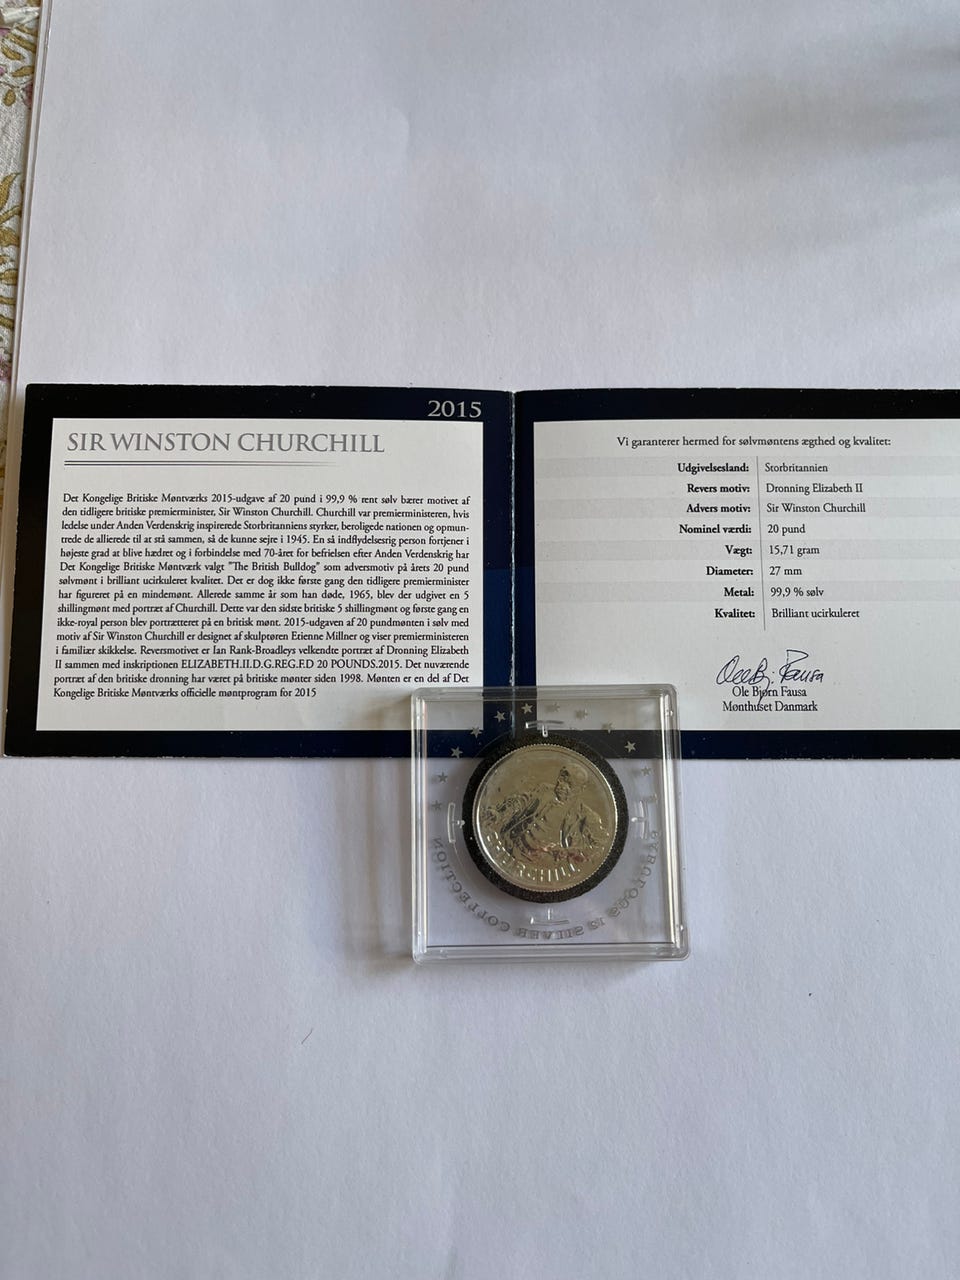 2015
SIR WINSTON CHURCHILL
Det Kongelige Britiske Møntværks 2015-udgave af 20 pund i 99,9 % rent sølv bærer motivet af
den tidligere britiske premierminister, Sir Winston Churchill. Churchill var premierministeren, hvis
ledelse under Anden Verdenskrig inspirerede Storbritanniens styrker, beroligede nationen og opmun-
trede de allierede til at stå sammen, så de kunne sejre i 1945. En så indflydelsesrig person fortjener i
højeste grad at blive hædret og i forbindelse med 70-året for befrielsen efter Anden Verdenskrig har
Det Kongelige Britiske Møntværk valgt "The British Bulldog" som adversmotiv på årets 20 pund
sølvmønt i brilliant ucirkuleret kvalitet. Det er dog ikke første gang den tidligere premierminister
har figureret på en mindemønt. Allerede samme år som han døde, 1965, blev der udgivet en 5
shillingmønt med portræt af Churchill. Dette var den sidste britiske 5 shillingmønt og første gang en
ikke-royal person blev portrætteret på en britisk mønt. 2015-udgaven af 20 pundmønten i sølv med
motiv af Sir Winston Churchill er designet af skulptøren Etienne Millner og viser premierministeren
i familiær skikkelse. Reversmotivet er Ian Rank-Broadleys velkendte portræt af Dronning Elizabeth
II sammen med inskriptionen ELIZABETH.II.D.G.REG.F.D 20 POUNDS.2015. Det nuværende
portræt af den britiske dronning har været på britiske mønter siden 1998. Mønten er en del af Det
Kongelige Britiske Møntværks officielle møntprogram for 2015
Vi garanterer hermed for sølvmøntens ægthed og kvalitet:
Udgivelsesland: Storbritannien
Revers motiv: Dronning Elizabeth II
Advers motiv: Sir Winston Churchill
Nominel værdi: 20 pund
Vægt: 15,71 gram
Diameter: 27 mm
Metal: 99,9 % sølv
Kvalitet: Brilliant ucirkuleret
Ole Bj. Fausa
Ole Bjørn Fausa
Mønthuset Danmark
CHURCHILL
SILVER COLLECTION